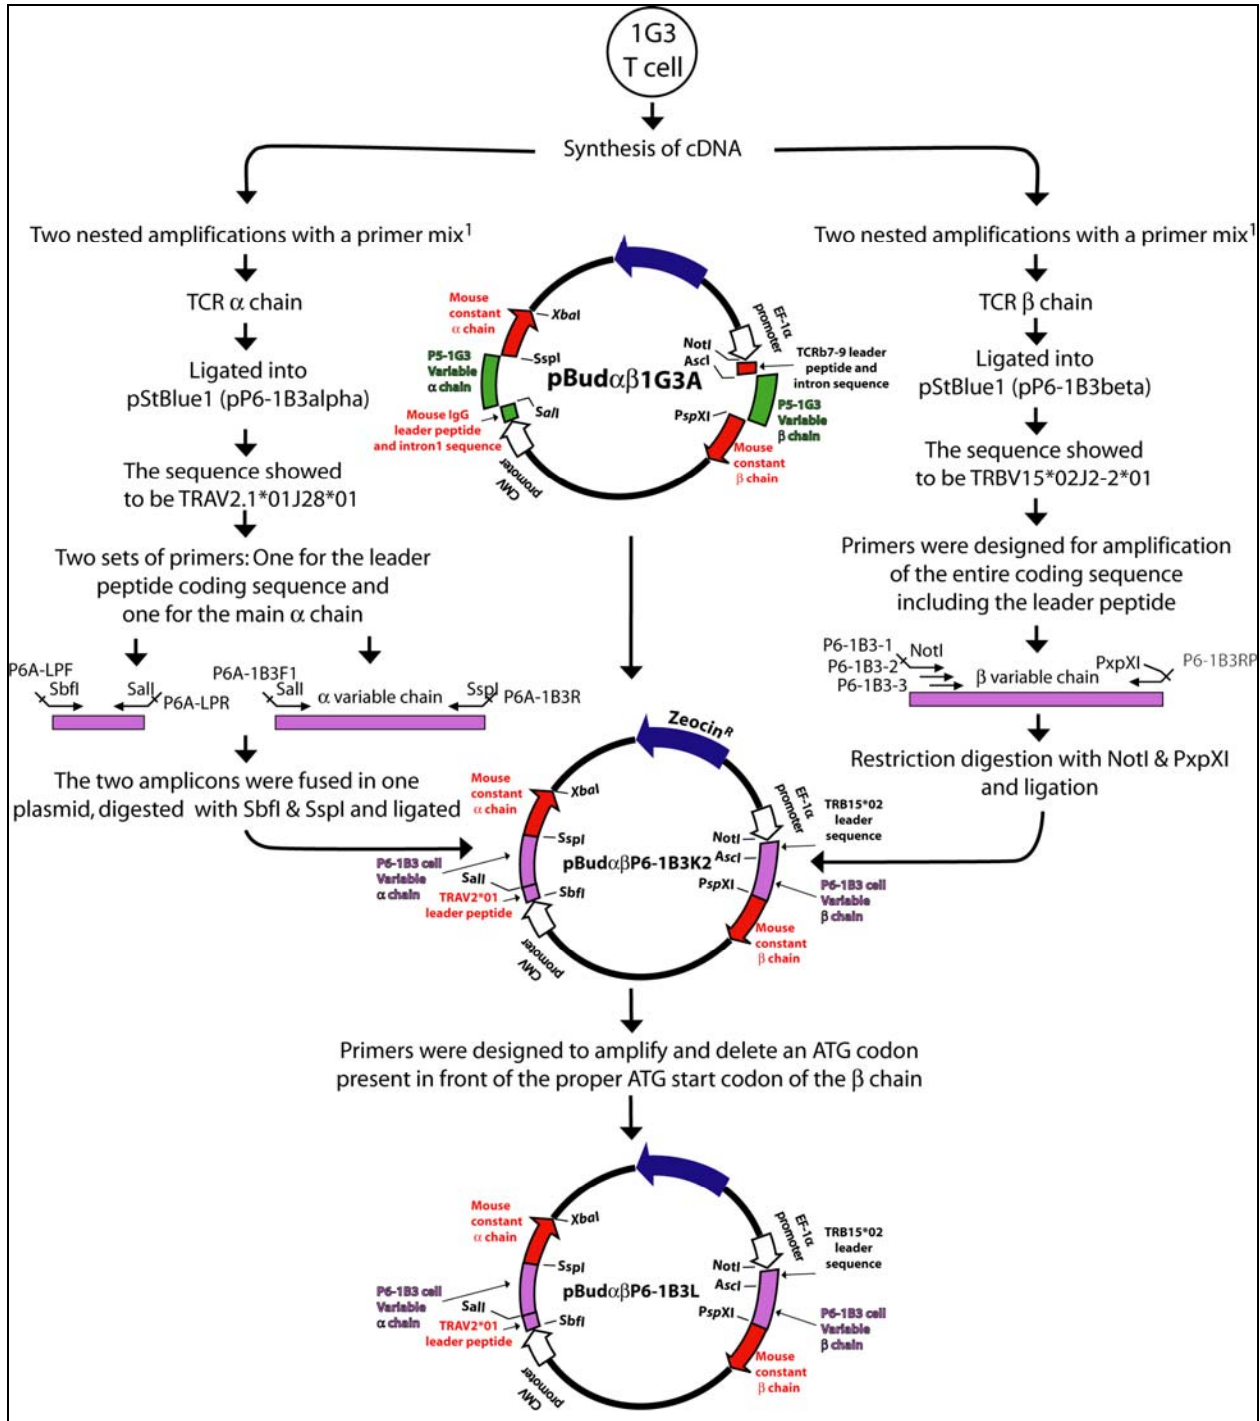 1G3
T cell
Synthesis of cDNA
Two nested amplifications with a primer mix1
TCR α chain
Ligated into
pStBlue1 (pP6-1B3alpha)
The sequence showed
to be TRAV2.1*01J28*01
Two sets of primers: One for the leader
peptide coding sequence and
one for the main α chain
P6A-LPF
SbfI
SalI
P6A-LPR
P6A-1B3F1
SalI
α variable chain
SspI
P6A-1B3R
The two amplicons were fused in one
plasmid, digested with SbfI & SspI and ligated
Two nested amplifications with a primer mix1
TCR β chain
Ligated into
pStBlue1 (pP6-1B3beta)
The sequence showed
to be TRBV15*02J2-2*01
Primers were designed for amplification
of the entire coding sequence
including the leader peptide
P6-1B3-1
NotI
P6-1B3-2
P6-1B3-3
β variable chain
PxpXI
P6-1B3RP
Restriction digestion with NotI & PxpXI
and ligation
Mouse
constant
α chain
XbaI
SspI
P5-1G3
Variable
α chain
SalI
Mouse IgG
leader peptide
and intron1 sequence
CMV
promoter
pBudαβ1G3A
EF-1α
promoter
NotI
AscI
TCRb7-9 leader
peptide
and intron sequence
PspXI
P5-1G3
Variable
β chain
Mouse
constant
β chain
Zeocin R
Mouse
constant
α chain
XbaI
SspI
P6-1B3 cell
Variable
α chain
SalI
SbfI
TRAV2*01
leader peptide
CMV
promoter
pBudαβP6-1B3K2
EF-1α
promoter
NotI
AscI
TRB15*02
leader
sequence
PspXI
P6-1B3 cell
Variable
β chain
Mouse
constant
β chain
Primers were designed to amplify and delete an ATG codon
present in front of the proper ATG start codon of the β chain
Mouse
constant
α chain
XbaI
SspI
P6-1B3 cell
Variable
α chain
SalI
SbfI
TRAV2*01
leader peptide
CMV
promoter
pBudαβP6-1B3L
EF-1α
promoter
NotI
AscI
TRB15*02
leader
sequence
PspXI
P6-1B3 cell
Variable
β chain
Mouse
constant
β chain